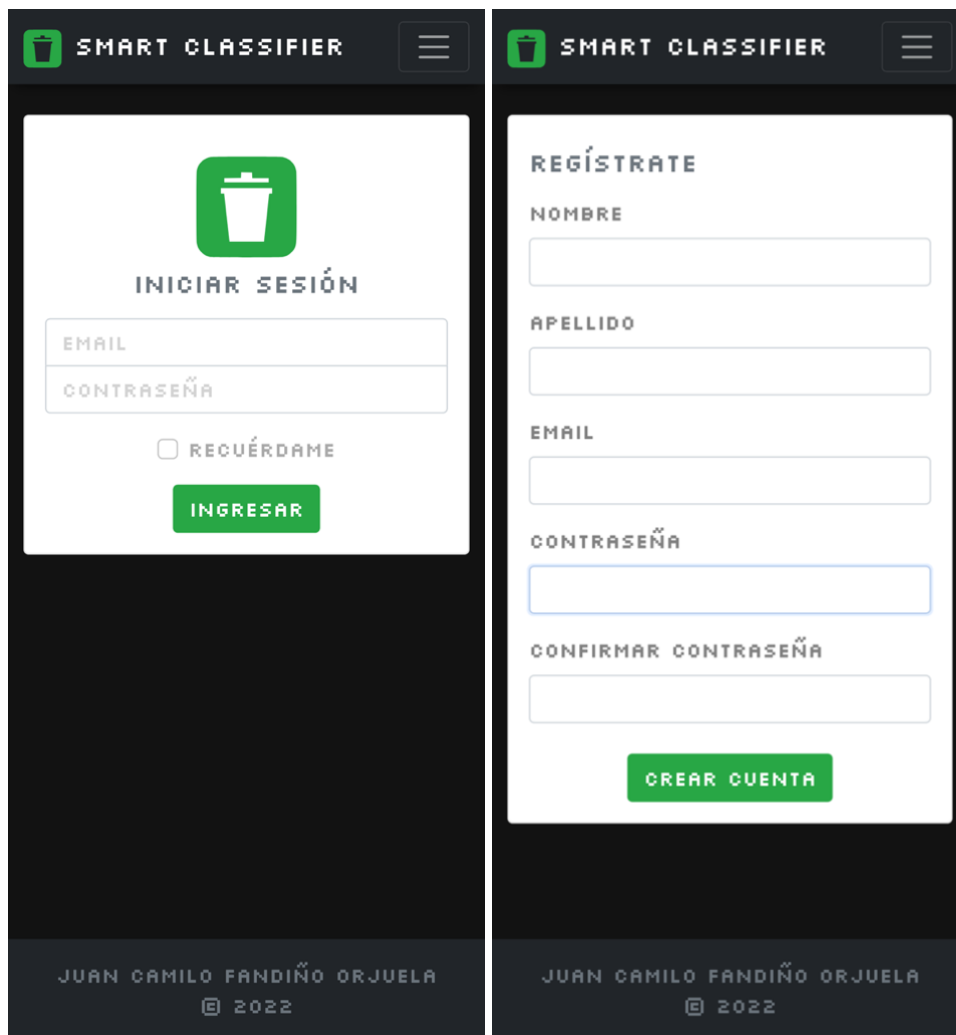 SMART CLASSIFIER
INICIAR SESIÓN
EMAIL
CONTRASEÑA
RECUÉRDAME
INGRESAR
JUAN CAMILO FANDIÑO ORJUELA
© 2022
SMART CLASSIFIER
REGÍSTRATE
NOMBRE
APELLIDO
EMAIL
CONTRASEÑA
CONFIRMAR CONTRASEÑA
CREAR CUENTA
JUAN CAMILO FANDIÑO ORJUELA
© 2022